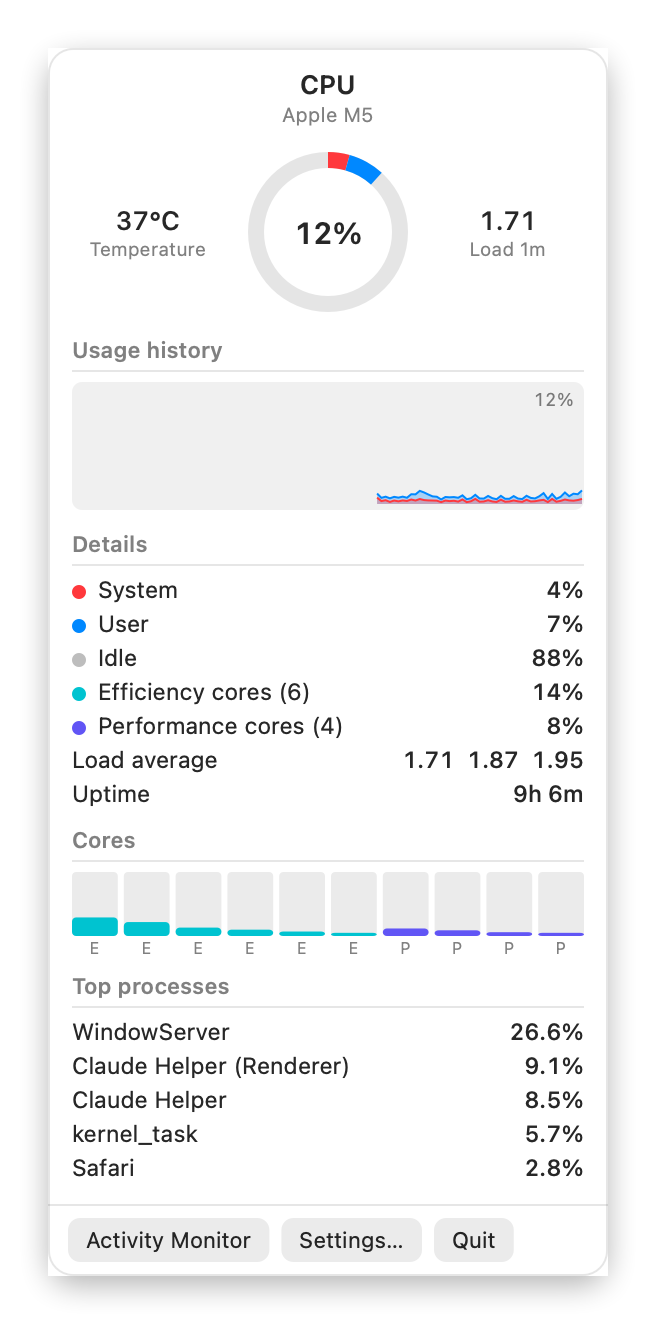 CPU
Apple M5
37°C
Temperature
12%
1.71
Load 1m
Usage history
12%
Details
System 4%
User 7%
Idle 88%
Efficiency cores (6) 14%
Performance cores (4) 8%
Load average 1.71 1.87 1.95
Uptime 9h 6m
Cores
E E E E E E P P P P
Top processes
WindowServer 26.6%
Claude Helper (Renderer) 9.1%
Claude Helper 8.5%
kernel_task 5.7%
Safari 2.8%
Activity Monitor Settings... Quit